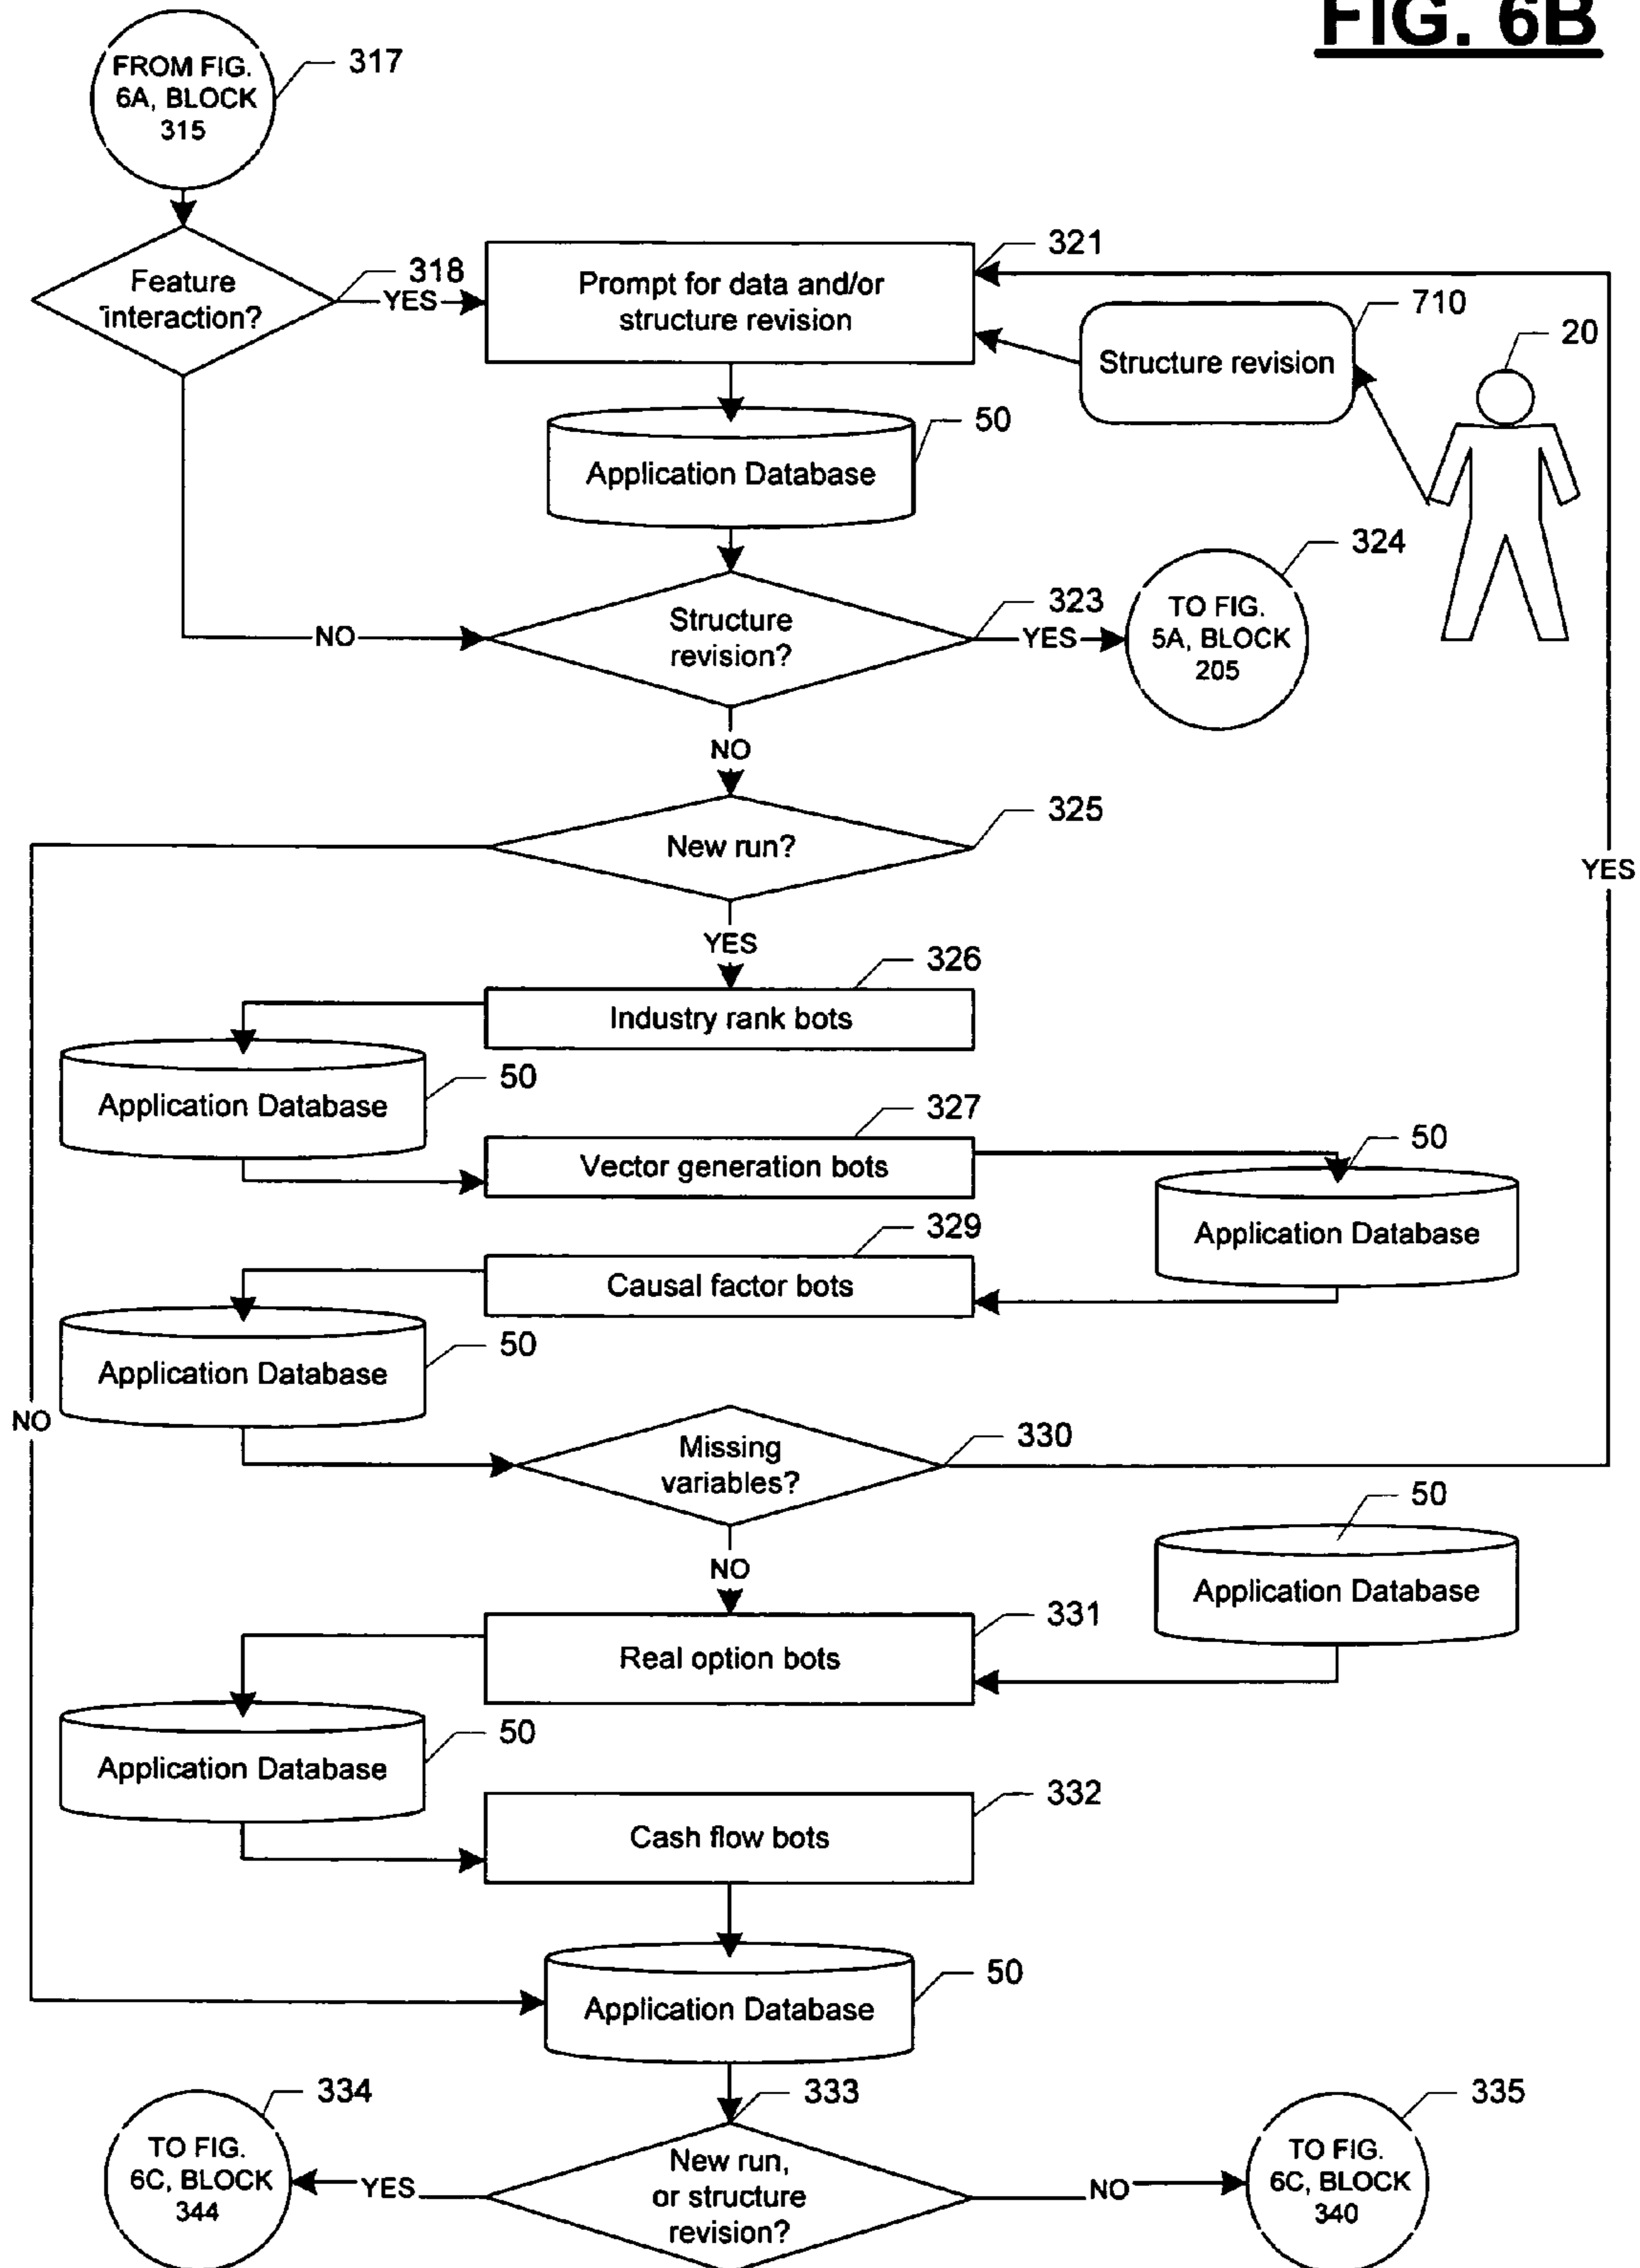 FIG. 6B
FROM FIG.
6A, BLOCK
315
317
Feature
interaction?
318
YES
Prompt for data and/or
structure revision
321
Structure revision
710
20
Application Database
50
NO
Structure
revision?
323
YES
TO FIG.
5A, BLOCK
205
324
NO
New run?
325
YES
YES
Industry rank bots
326
Application Database
50
Vector generation bots
327
Application Database
50
Causal factor bots
329
Application Database
50
NO
Missing
variables?
330
NO
Application Database
50
Real option bots
331
Application Database
50
Cash flow bots
332
Application Database
50
TO FIG.
6C, BLOCK
344
334
YES
New run,
or structure
revision?
333
NO
TO FIG.
6C, BLOCK
340
335